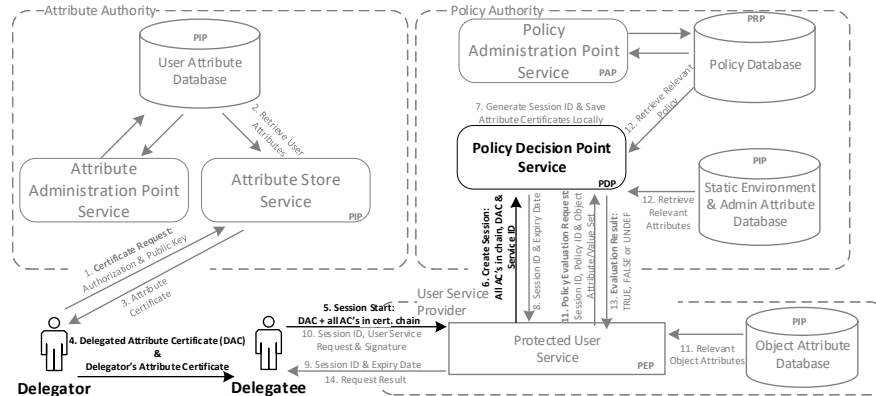 Attribute Authority
PIP
User Attribute
Database
2. Retrieve User
Attributes
Attribute
Administration Point
Service
Attribute Store
Service
PIP
1. Certificate Request:
Authorization & Public Key
3. Attribute
Certificate
Policy Authority
Policy
Administration Point
Service
PAP
PRP
Policy Database
7. Generate Session ID & Save
Attribute Certificates Locally
12. Retrieve Relevant
Policy
Policy Decision Point
Service
PDP
PIP
Static Environment
& Admin Attribute
Database
12. Retrieve
Relevant
Attributes
6. Create Session:
All AC's in chain, DAC &
Service ID
8. Session ID & Expiry Date
11. Policy Evaluation Request:
Session ID, Policy ID & Object
Attribute/Value Set
13. Evaluation Result:
TRUE, FALSE or UNDEF
User Service
Provider
4. Delegated Attribute Certificate (DAC)
&
Delegator's Attribute Certificate
Delegator
Delegatee
5. Session Start:
DAC + all AC's in cert. chain
10. Session ID, User Service
Request & Signature
9. Session ID & Expiry Date
14. Request Result
Protected User
Service
PEP
11. Relevant
Object Attributes
PIP
Object Attribute
Database